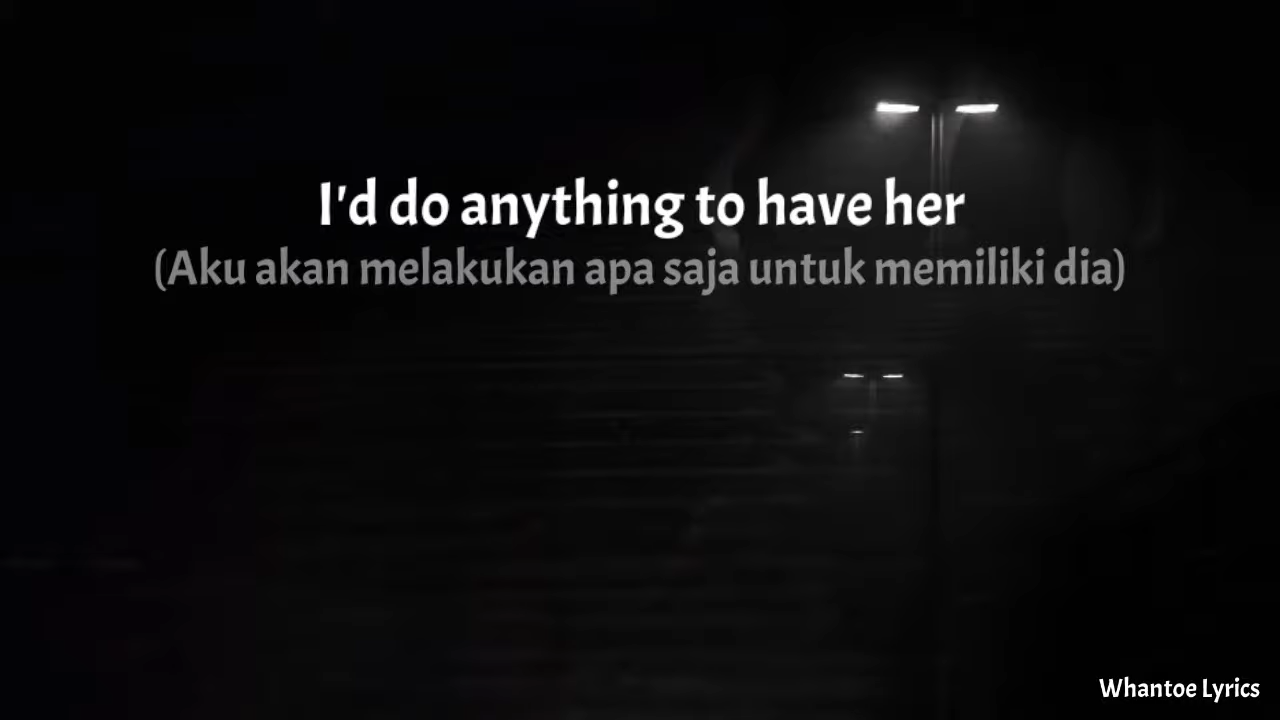 I'd do anything to have her
(Aku akan melakukan apa saja untuk memiliki dia)
Whantoe Lyrics